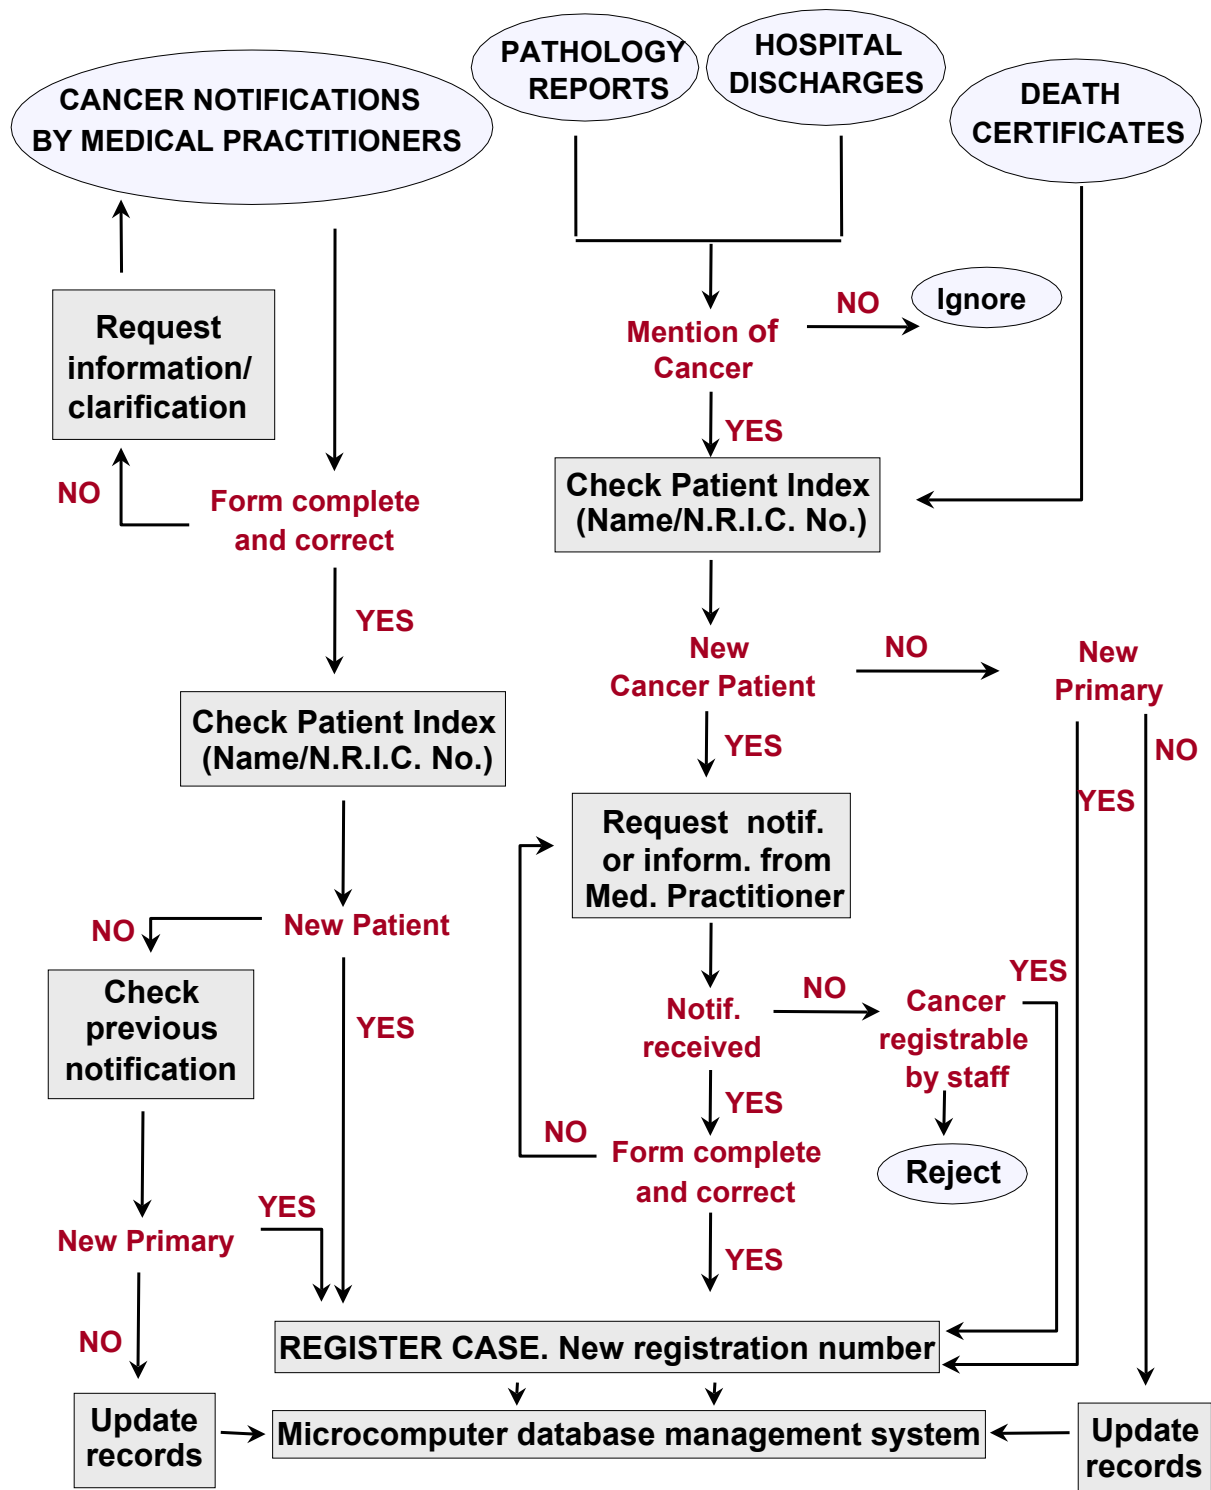 CANCER NOTIFICATIONS
BY MEDICAL PRACTITIONERS
PATHOLOGY
REPORTS
HOSPITAL
DISCHARGES
DEATH
CERTIFICATES
Request
information/
clarification
Mention of
Cancer
NO
Ignore
YES
NO
Form complete
and correct
YES
Check Patient Index
(Name/N.R.I.C. No.)
Check Patient Index
(Name/N.R.I.C. No.)
New
Cancer Patient
NO
New
Primary
YES
NO
YES
Request notif.
or inform. from
Med. Practitioner
NO
New Patient
YES
Check
previous
notification
Notif.
received
NO
Cancer
registrable
by staff
YES
YES
Reject
NO
Form complete
and correct
YES
New Primary
YES
NO
REGISTER CASE. New registration number
Update
records
Microcomputer database management system
Update
records